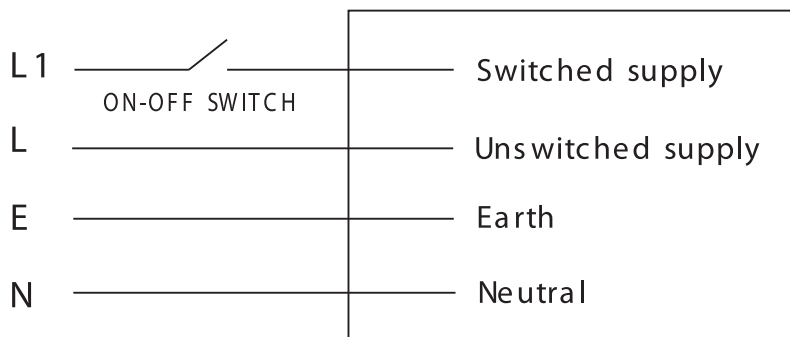 L1 Switched supply
ON-OFF SWITCH
L Unswitched supply
E Earth
N Neutral